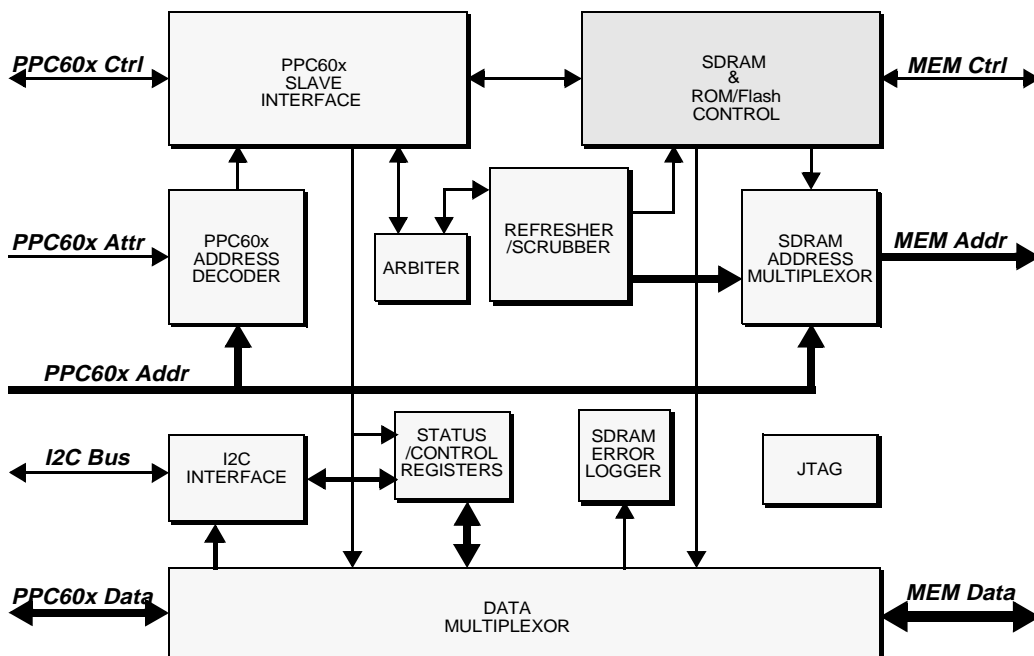 PPC60x Ctrl
PPC60x
SLAVE
INTERFACE
SDRAM
&
ROM/Flash
CONTROL
MEM Ctrl
PPC60x Attr
PPC60x
ADDRESS
DECODER
ARBITER
REFRESHER
/SCRUBBER
SDRAM
ADDRESS
MULTIPLEXOR
MEM Addr
PPC60x Addr
I2C Bus
I2C
INTERFACE
STATUS
/CONTROL
REGISTERS
SDRAM
ERROR
LOGGER
JTAG
PPC60x Data
DATA
MULTIPLEXOR
MEM Data